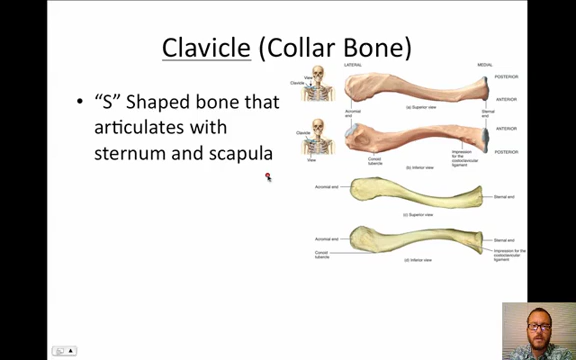 Clavicle (Collar Bone)
• "S" Shaped bone that
articulates with
sternum and scapula
LATERAL
MEDIAL
View
Clavicle
POSTERIOR
ANTERIOR
Acromial
end
(a) Superior view
Sternal
end
Clavicle
View
ANTERIOR
POSTERIOR
Conoid
tubercle
Impression
for the
costoclavicular
ligament
(b) Inferior view
Acromial end
Sternal end
(c) Superior view
Acromial end
Sternal end
Conoid
tubercle
Impression for the
costoclavicular
ligament
(d) Inferior view